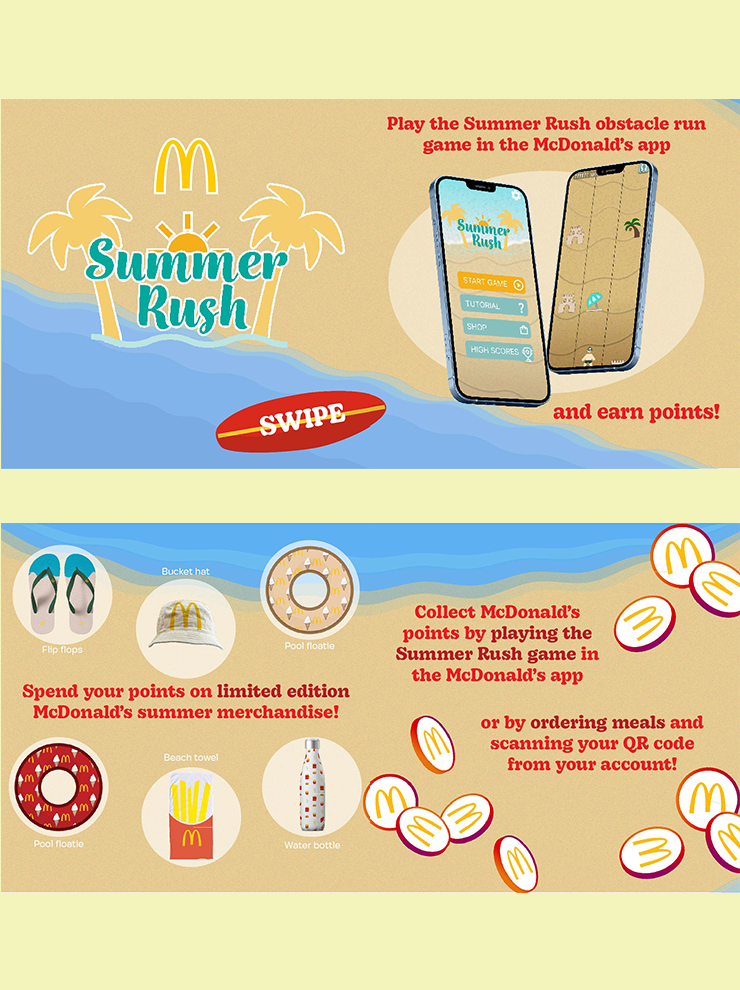 Summer
Rush
SWIPE
Play the Summer Rush obstacle run
game in the McDonald's app
Summer
Rush
START GAME
TUTORIAL ?
SHOP
HIGH SCORES
and earn points!
Flip flops
Bucket hat
Pool floatie
Spend your points on limited edition
McDonald's summer merchandise!
Pool floatie
Beach towel
Water bottle
Collect McDonald's
points by playing the
Summer Rush game in
the McDonald's app
or by ordering meals and
scanning your QR code
from your account!